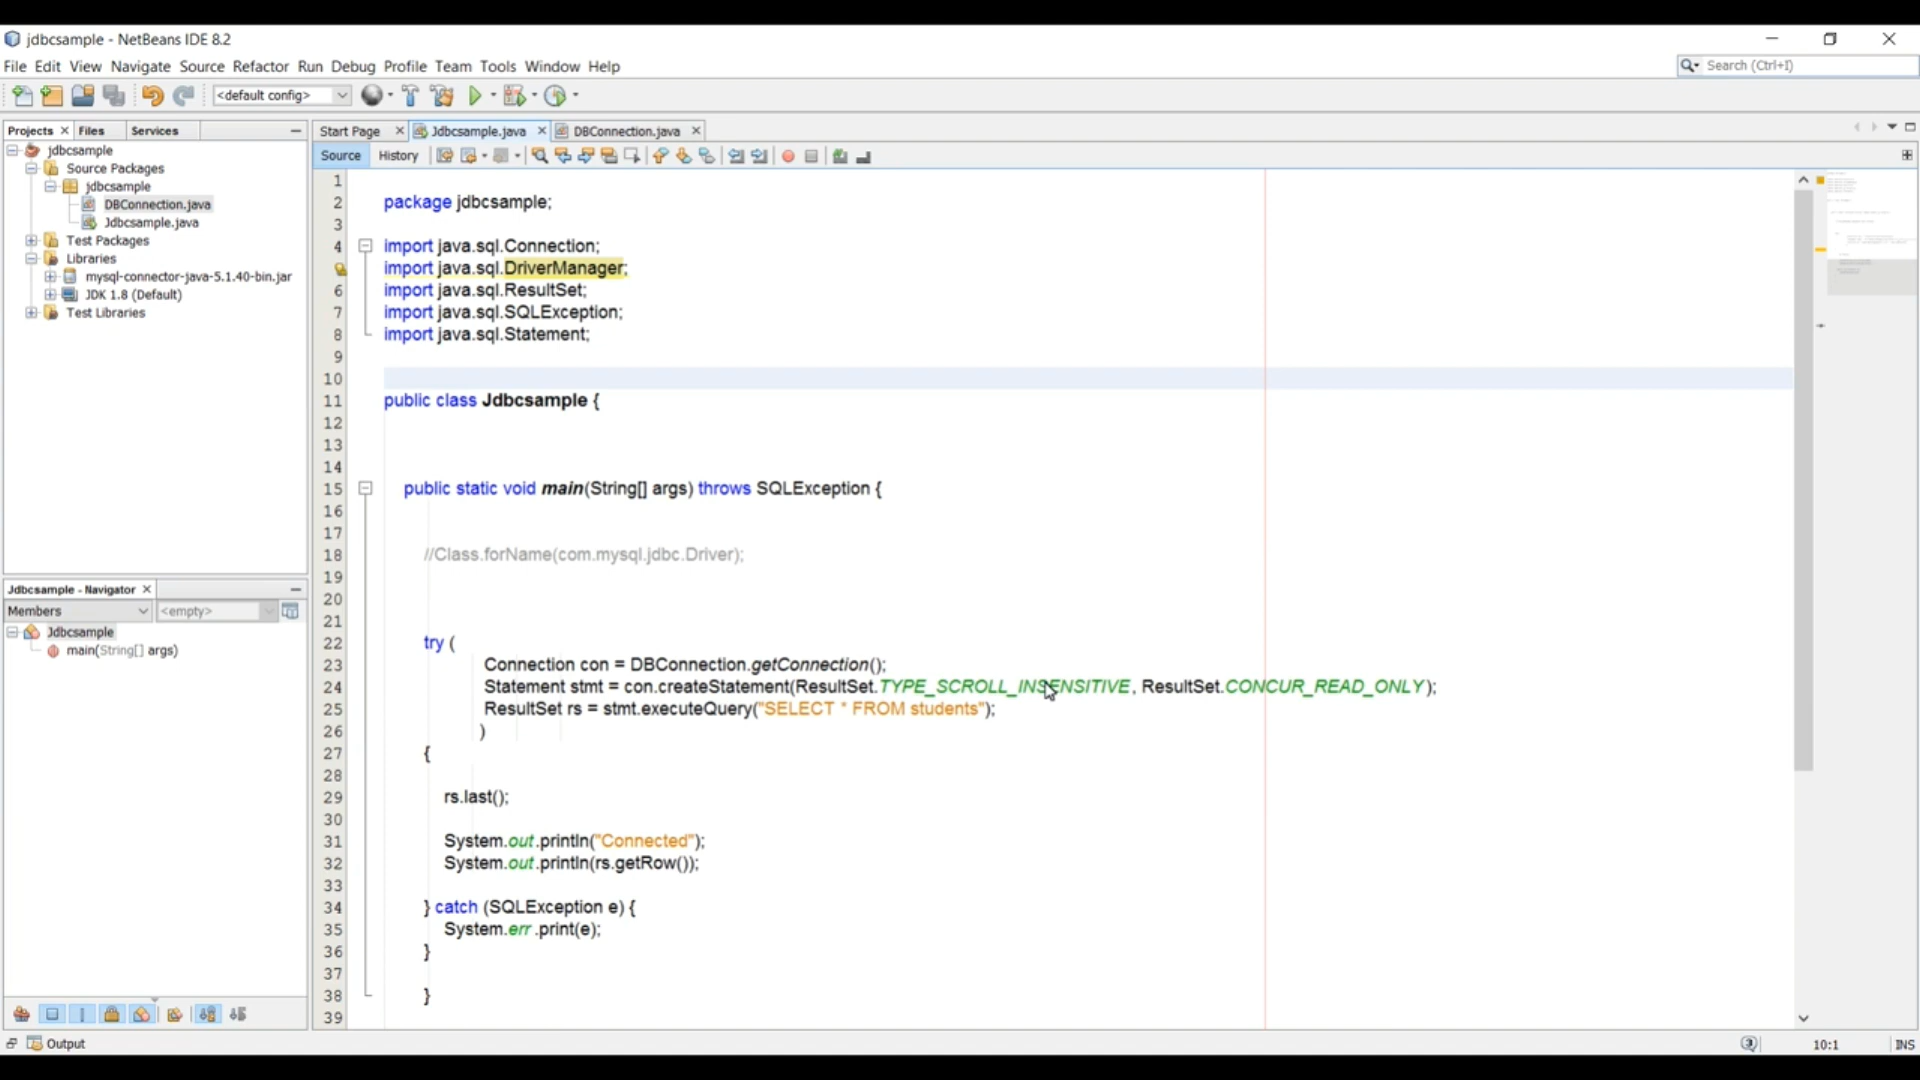 jdbcsample - NetBeans IDE 8.2
File Edit View Navigate Source Refactor Run Debug Profile Team Tools Window Help
Search (Ctrl+I)
<default config>
Projects Files Services
jdbcsample
Source Packages
jdbcsample
DBConnection.java
Jdbcsample.java
Test Packages
Libraries
mysql-connector-java-5.1.40-bin.jar
JDK 1.8 (Default)
Test Libraries
Jdbcsample - Navigator
Members <empty>
Jdbcsample
main(String[] args)
Start Page Jdbcsample.java DBConnection.java
Source History
1
2 package jdbcsample;
3
4 import java.sql.Connection;
import java.sql.DriverManager;
6 import java.sql.ResultSet;
7 import java.sql.SQLException;
8 import java.sql.Statement;
9
10
11 public class Jdbcsample {
12
13
14
15 public static void main(String[] args) throws SQLException {
16
17
18 //Class.forName(com.mysql.jdbc.Driver);
19
20
21
22 try (
23 Connection con = DBConnection.getConnection();
24 Statement stmt = con.createStatement(ResultSet.TYPE_SCROLL_INSENSITIVE, ResultSet.CONCUR_READ_ONLY);
25 ResultSet rs = stmt.executeQuery("SELECT * FROM students");
26 )
27 {
28
29 rs.last();
30
31 System.out.println("Connected");
32 System.out.println(rs.getRow());
33
34 } catch (SQLException e) {
35 System.err.print(e);
36 }
37
38 }
39
Output
10:1 INS